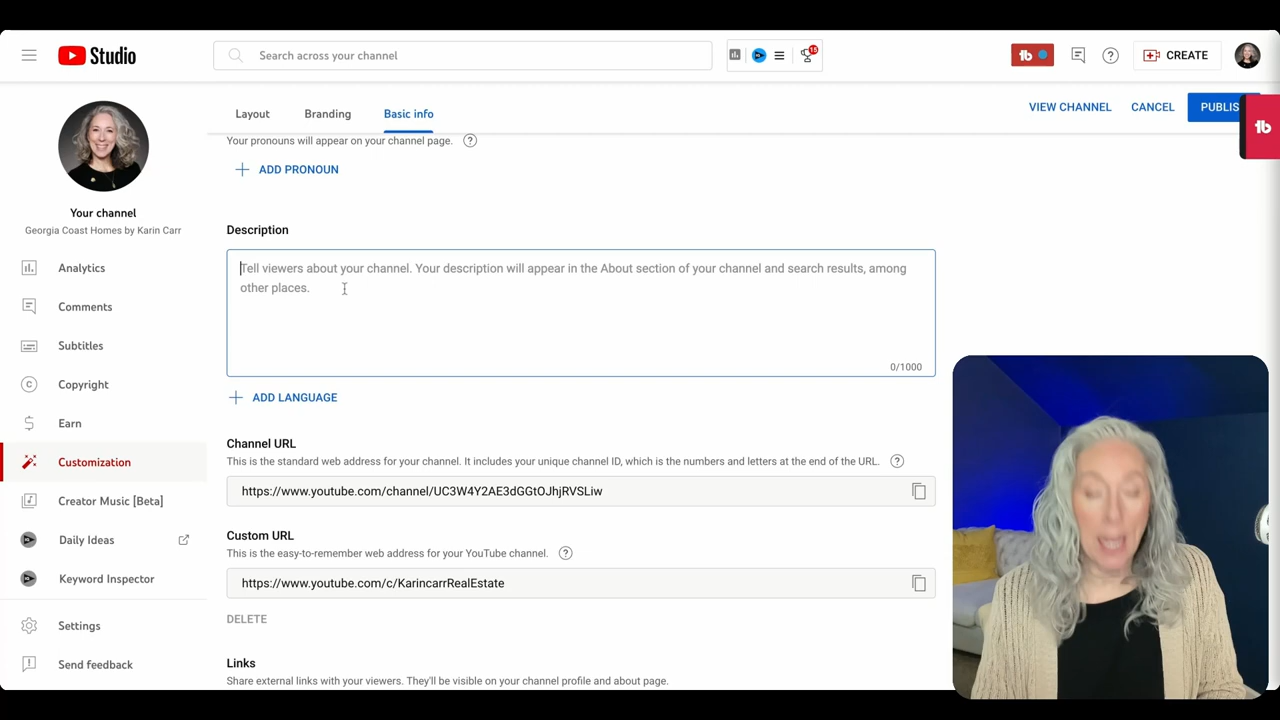 Studio
Search across your channel
15
tb
CREATE
Layout
Branding
Basic info
VIEW CHANNEL
CANCEL
PUBLIS
tb
Your pronouns will appear on your channel page.
ADD PRONOUN
Your channel
Georgia Coast Homes by Karin Carr
Analytics
Comments
Subtitles
Copyright
Earn
Customization
Creator Music [Beta]
Daily Ideas
Keyword Inspector
Settings
Send feedback
Description
Tell viewers about your channel. Your description will appear in the About section of your channel and search results, among
other places.
0/1000
ADD LANGUAGE
Channel URL
This is the standard web address for your channel. It includes your unique channel ID, which is the numbers and letters at the end of the URL.
https://www.youtube.com/channel/UC3W4Y2AE3dGGtOJhjRVSLiw
Custom URL
This is the easy-to-remember web address for your YouTube channel.
https://www.youtube.com/c/KarincarrRealEstate
DELETE
Links
Share external links with your viewers. They'll be visible on your channel profile and about page.